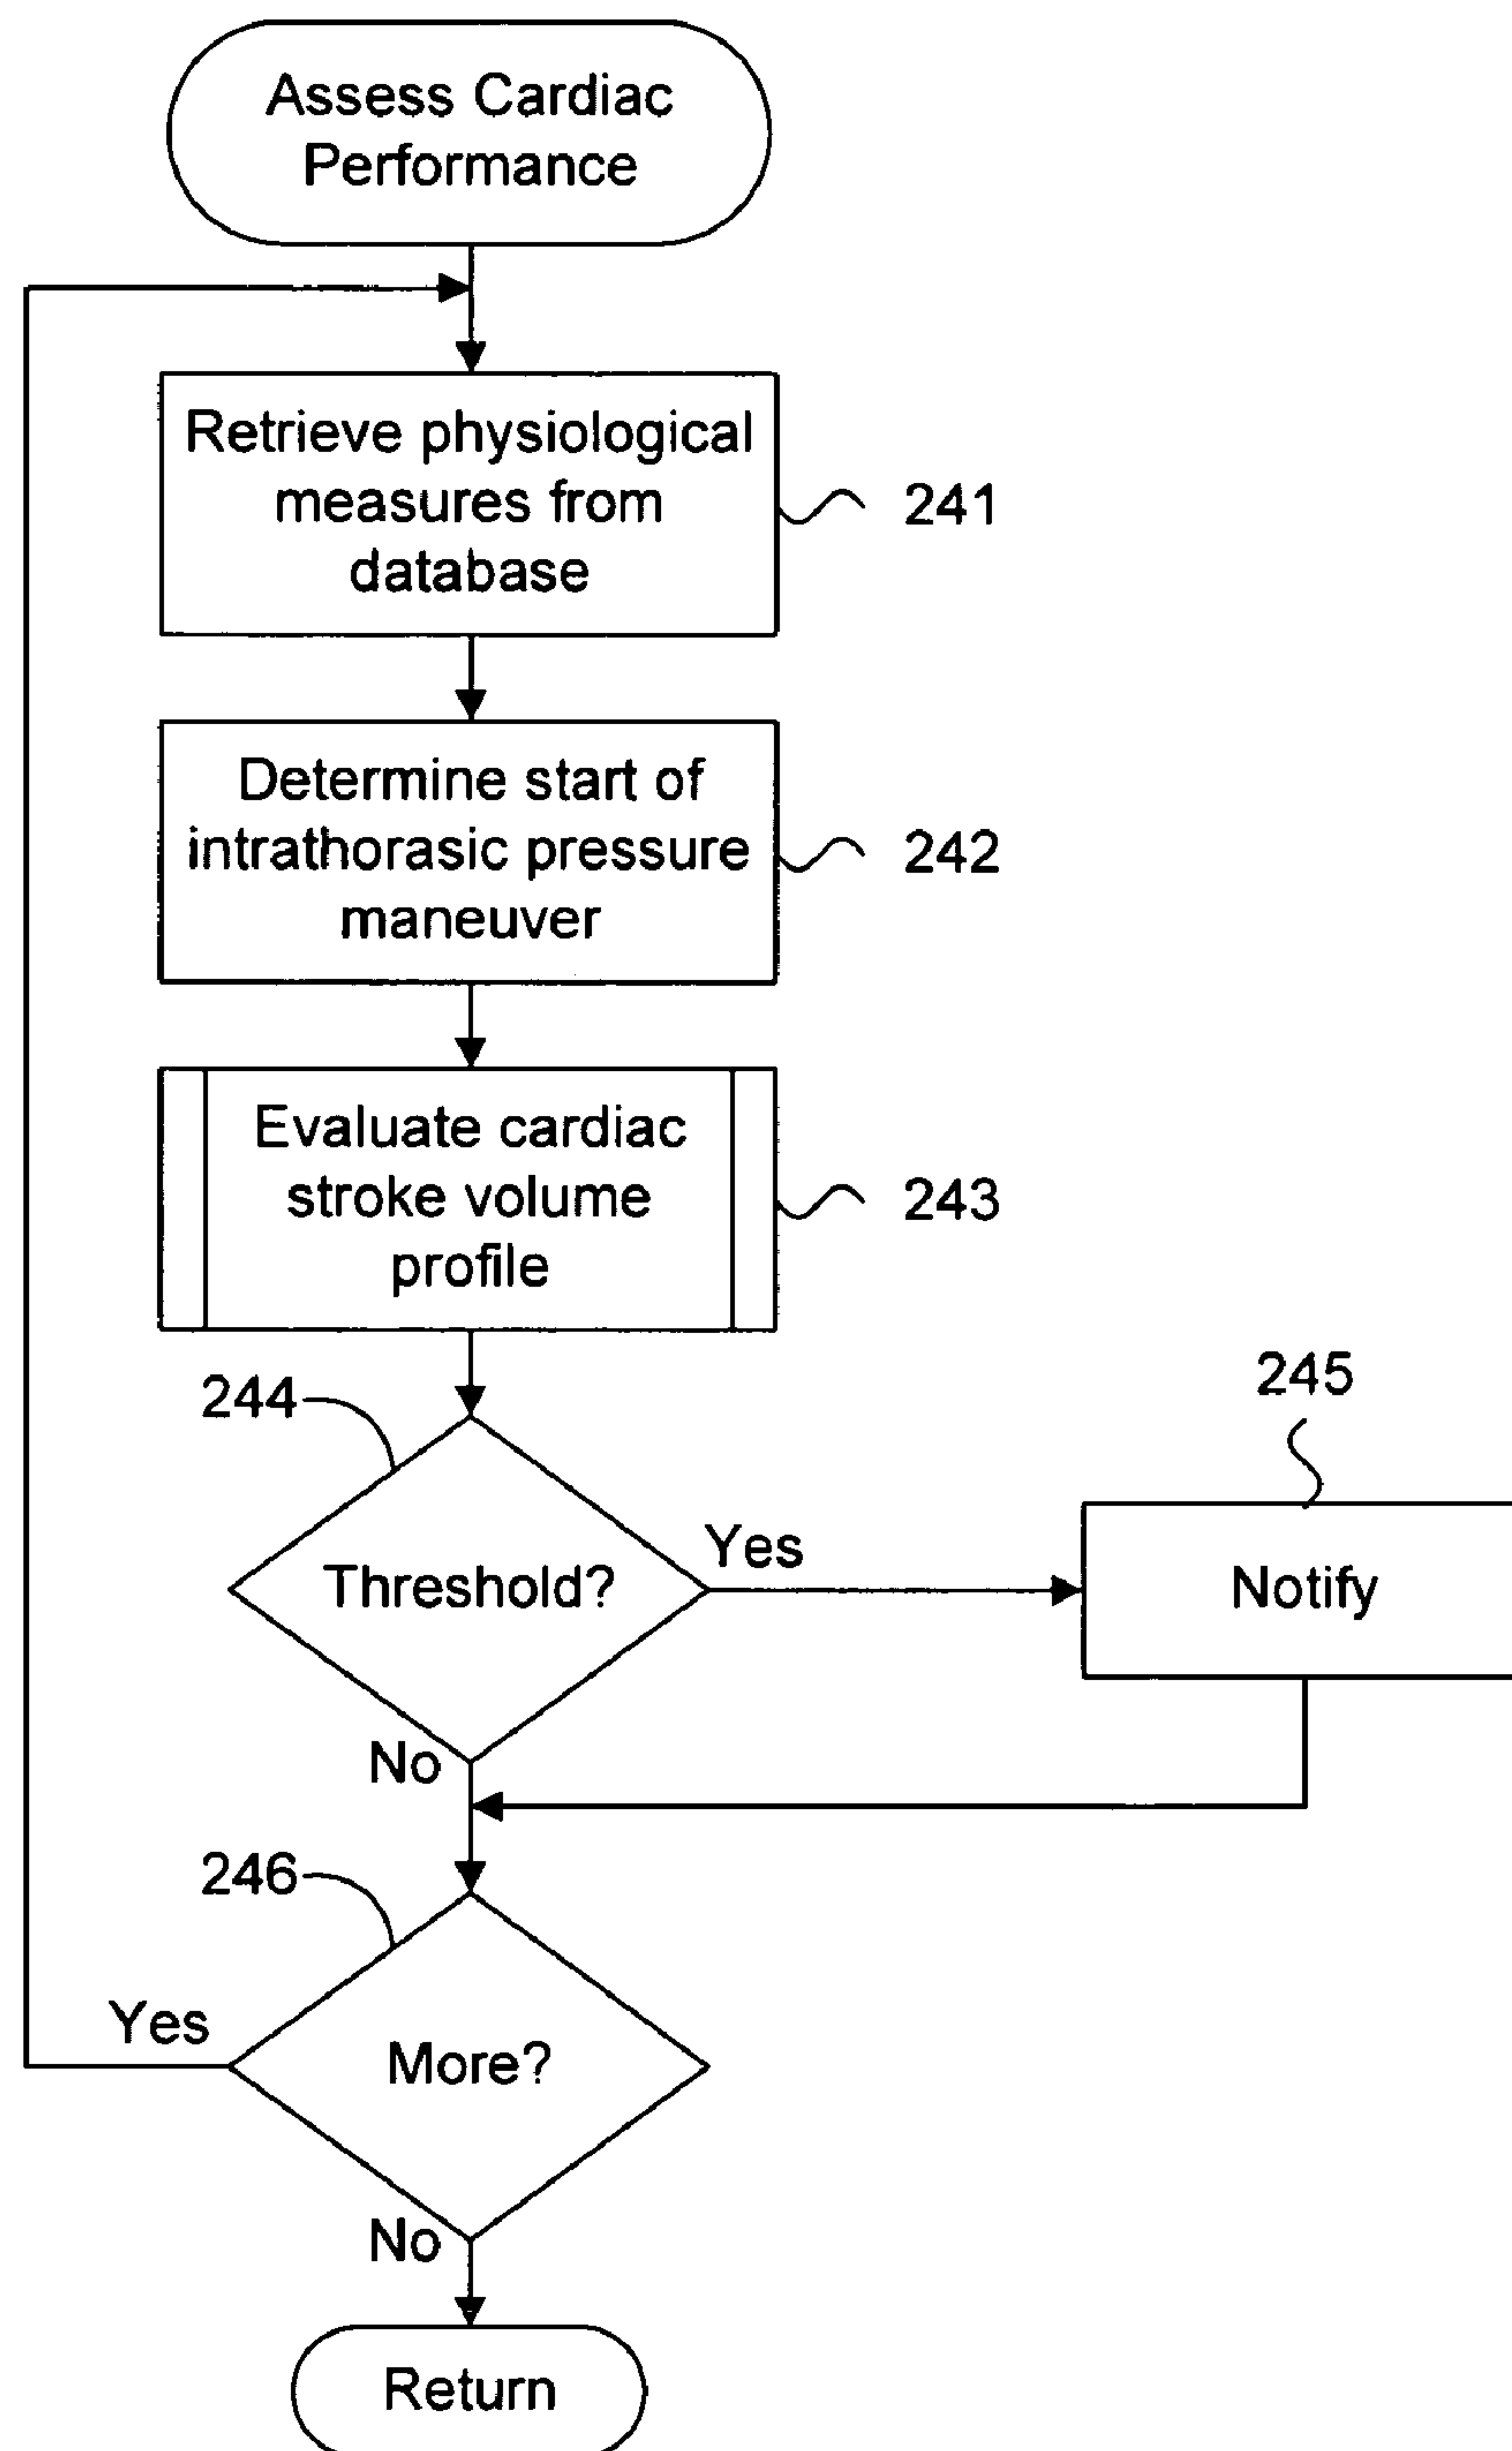 Assess Cardiac
Performance
Retrieve physiological
measures from
database
241
Determine start of
intrathorasic pressure
maneuver
242
Evaluate cardiac
stroke volume
profile
243
244
Threshold?
Yes
245
Notify
No
246
More?
Yes
No
Return